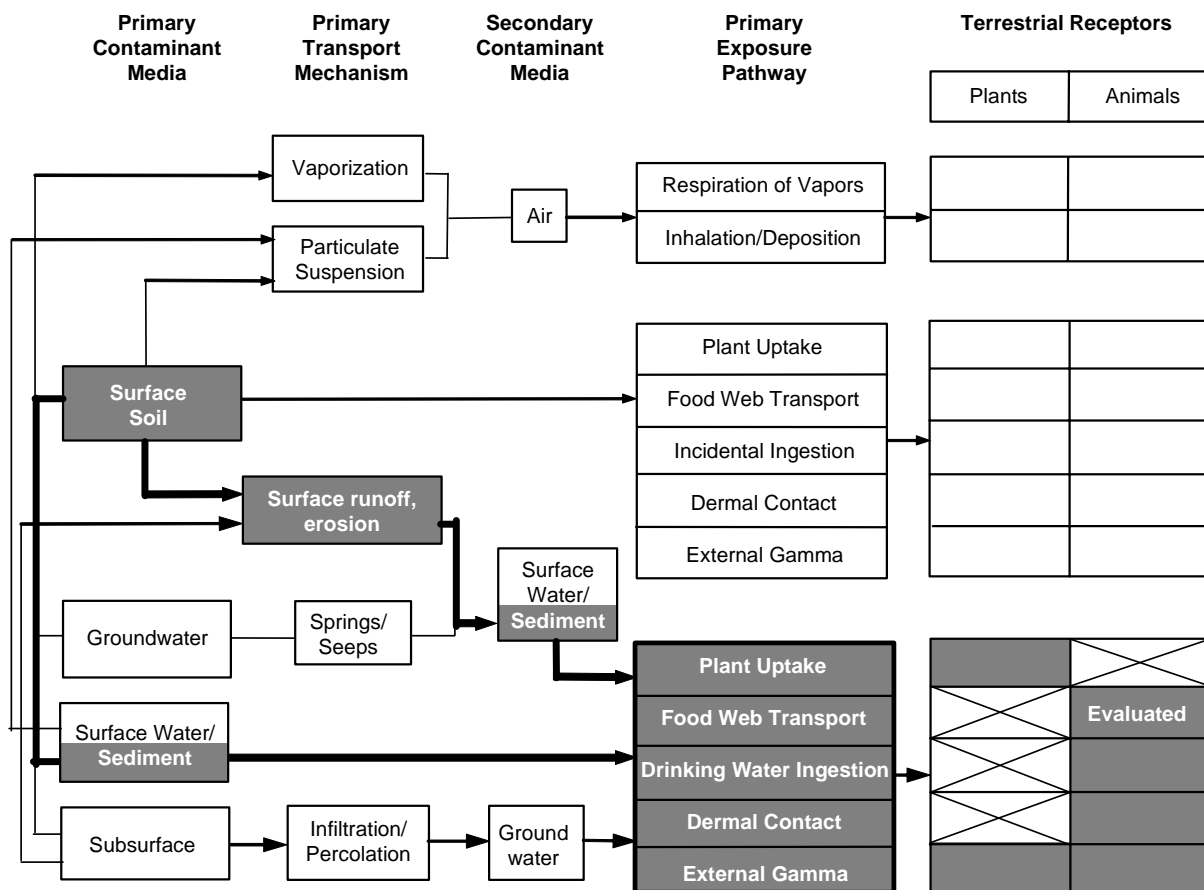 Primary
Contaminant
Media
Primary
Transport
Mechanism
Secondary
Contaminant
Media
Primary
Exposure
Pathway
Terrestrial Receptors
Plants
Animals
Vaporization
Particulate
Suspension
Air
Respiration of Vapors
Inhalation/Deposition
Surface
Soil
Plant Uptake
Food Web Transport
Incidental Ingestion
Dermal Contact
External Gamma
Surface runoff,
erosion
Surface
Water/
Sediment
Groundwater
Springs/
Seeps
Surface Water/
Sediment
Plant Uptake
Food Web Transport
Drinking Water Ingestion
Dermal Contact
External Gamma
Evaluated
Subsurface
Infiltration/
Percolation
Ground
water